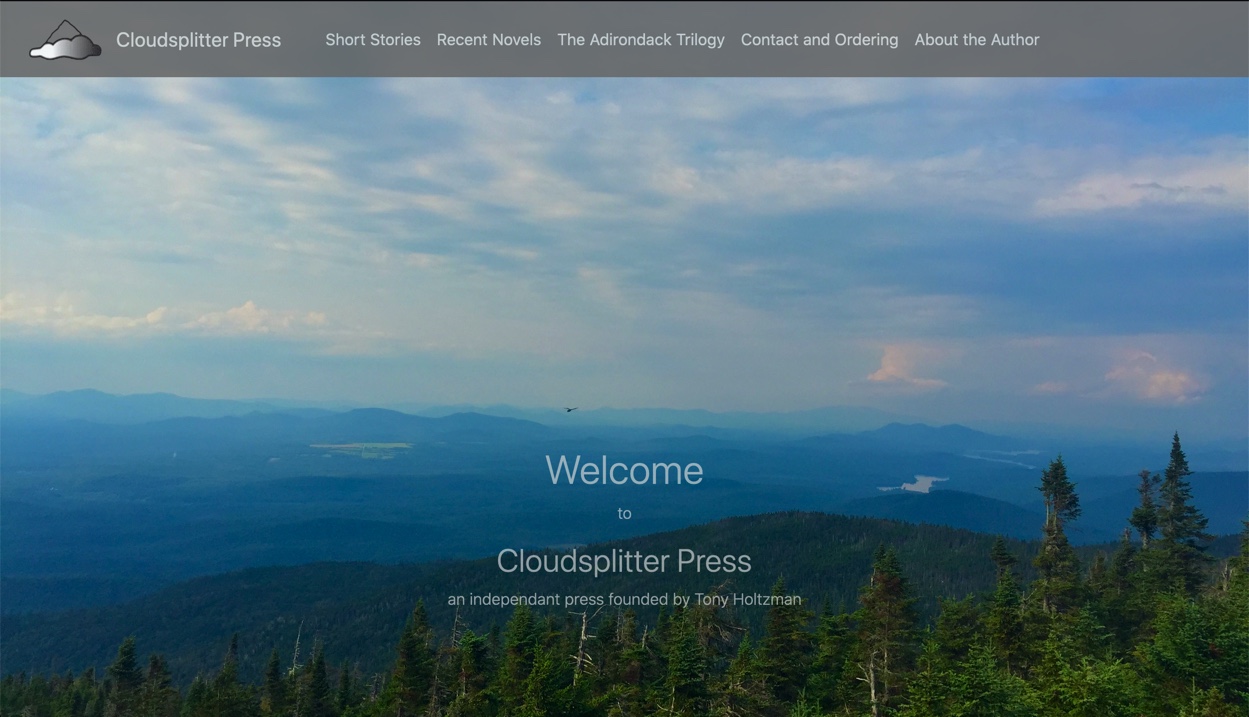 Cloudsplitter Press Short Stories Recent Novels The Adirondack Trilogy Contact and Ordering About the Author
Welcome
to
Cloudsplitter Press
an independant press founded by Tony Holtzman